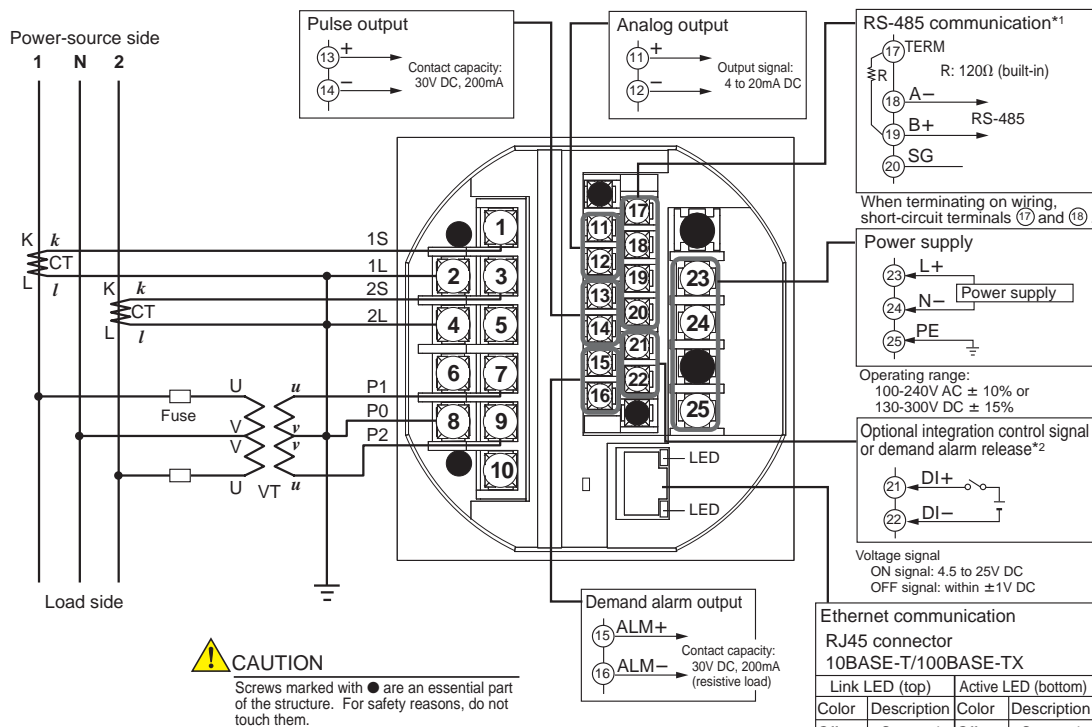 Power-source side
1 N 2
Pulse output
13 +
14 −
Contact capacity:
30V DC, 200mA
Analog output
11 +
12 −
Output signal:
4 to 20mA DC
RS-485 communication*1
17 TERM
R
R: 120Ω (built-in)
18 A−
19 B+
RS-485
20 SG
When terminating on wiring,
short-circuit terminals ⑰ and ⑱
Power supply
23 L+
24 N−
Power supply
25 PE
Operating range:
100-240V AC ± 10% or
130-300V DC ± 15%
Optional integration control signal
or demand alarm release*2
21 DI+
22 DI−
Voltage signal
ON signal: 4.5 to 25V DC
OFF signal: within ±1V DC
K k
CT
L l
K k
CT
L l
1S
1L
2S
2L
U u
Fuse
V v
V v
U VT u
P1
P0
P2
1
2 3
4 5
6 7
8 9
10
11
12
13
14
15
16
17
18
19
20
21
22
23
24
25
LED
LED
Load side
Demand alarm output
15 ALM+
16 ALM−
Contact capacity:
30V DC, 200mA
(resistive load)
Ethernet communication
RJ45 connector
10BASE-T/100BASE-TX
Link LED (top) Active LED (bottom)
Color Description Color Description
! CAUTION
Screws marked with ● are an essential part
of the structure. For safety reasons, do not
touch them.